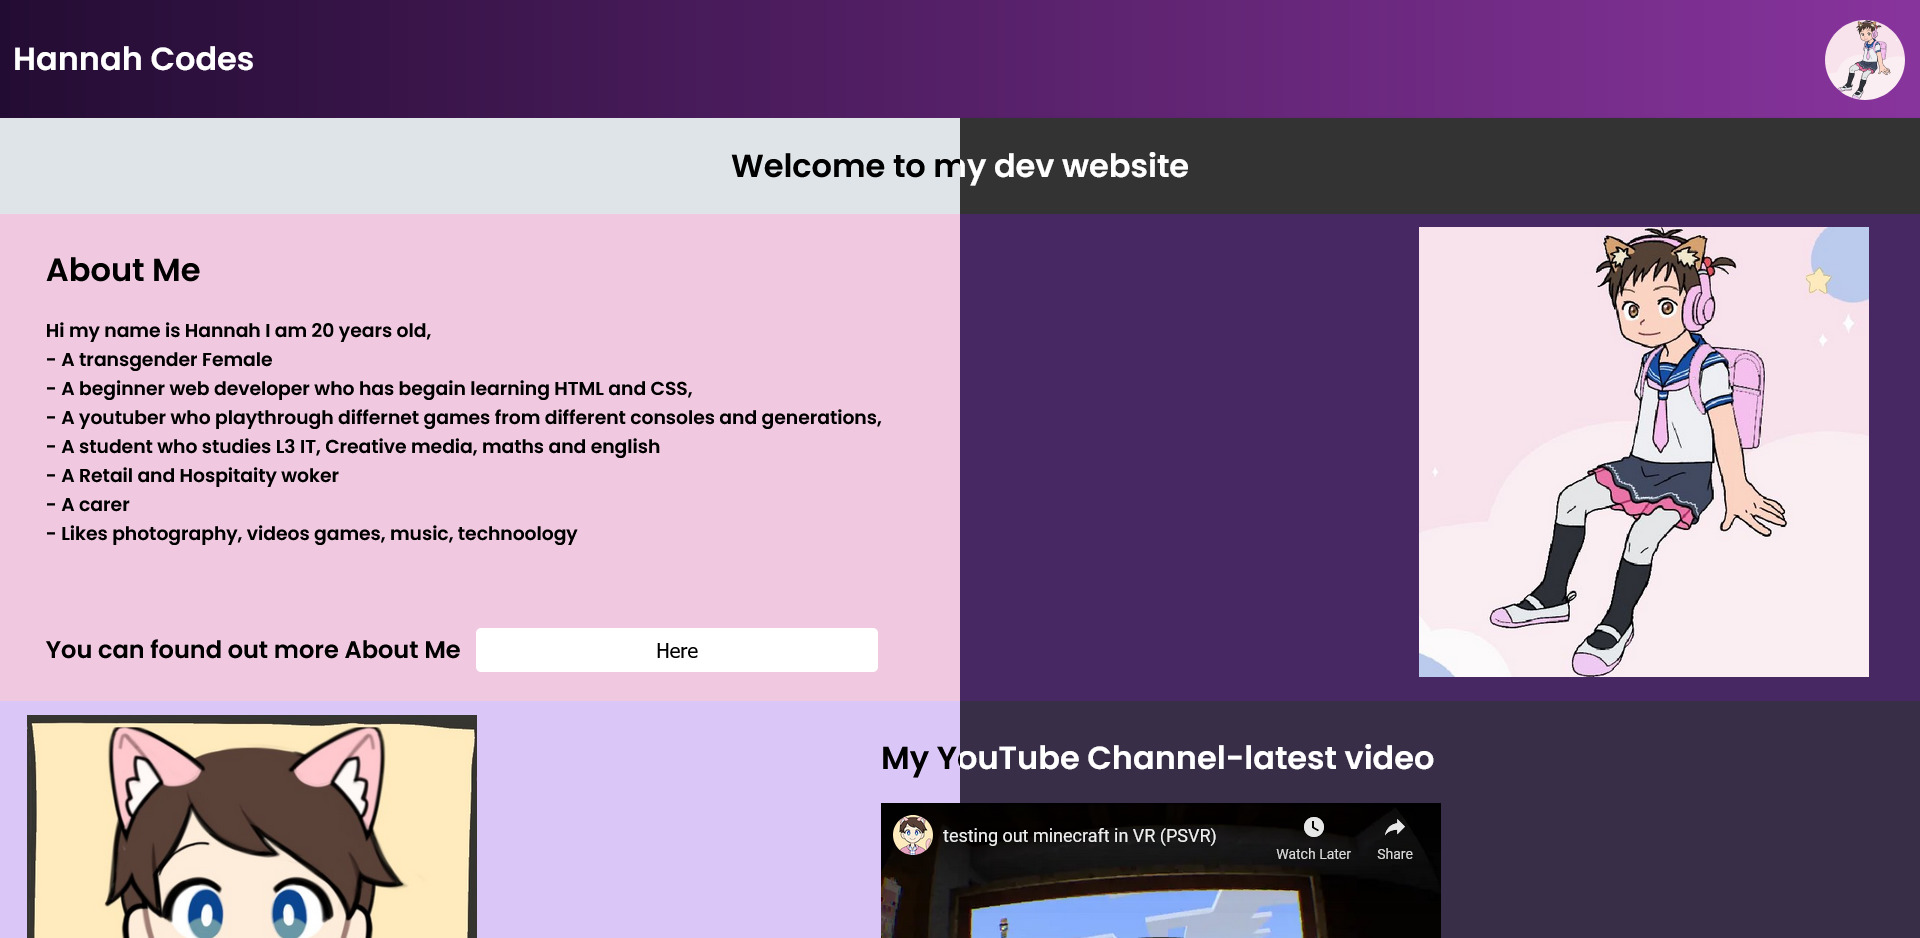 Hannah Codes
Welcome to my dev website
About Me
Hi my name is Hannah I am 20 years old,
- A transgender Female
- A beginner web developer who has begain learning HTML and CSS,
- A youtuber who playthrough differnet games from different consoles and generations,
- A student who studies L3 IT, Creative media, maths and english
- A Retail and Hospitaity woker
- A carer
- Likes photography, videos games, music, technoology
You can found out more About Me
Here
My YouTube Channel-latest video
testing out minecraft in VR (PSVR)
Watch Later
Share